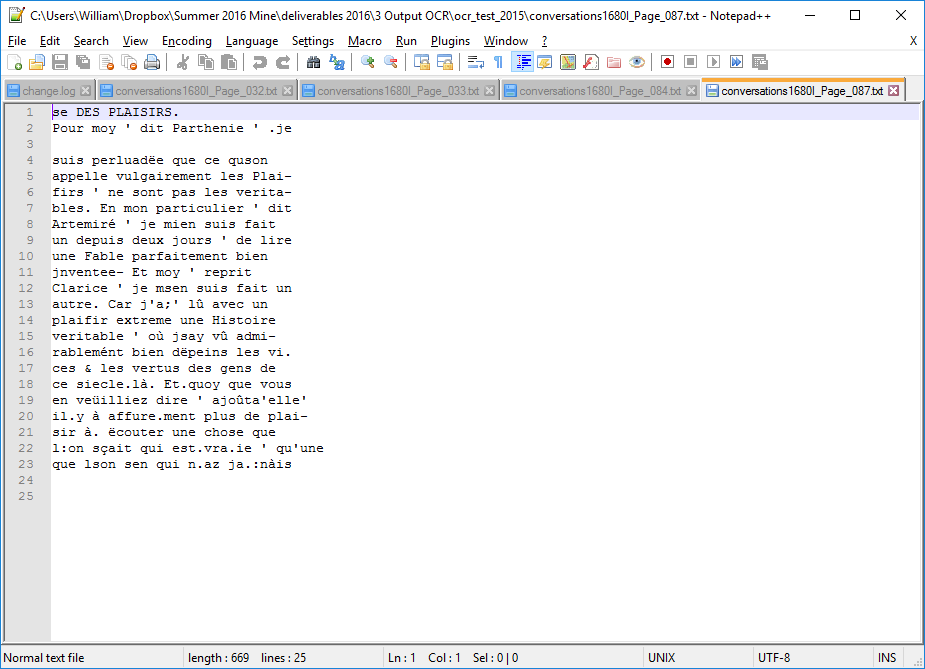 C:\Users\William\Dropbox\Summer 2016 Mine\deliverables 2016\3 Output OCR\ocr_test_2015\conversations1680I_Page_087.txt - Notepad++
File Edit Search View Encoding Language Settings Macro Run Plugins Window ? X
change.log conversations1680I_Page_032.txt conversations1680I_Page_033.txt conversations1680I_Page_084.txt conversations1680I_Page_087.txt
1 se DES PLAISIRS.
2 Pour moy ' dit Parthenie ' .je
3
4 suis perluadëe que ce quson
5 appelle vulgairement les Plai-
6 firs ' ne sont pas les verita-
7 bles. En mon particulier ' dit
8 Artemiré ' je mien suis fait
9 un depuis deux jours ' de lire
10 une Fable parfaitement bien
11 jnventee- Et moy ' reprit
12 Clarice ' je msen suis fait un
13 autre. Car j'a;' lû avec un
14 plaifir extreme une Histoire
15 veritable ' où jsay vû admi-
16 rablemént bien dëpeins les vi.
17 ces & les vertus des gens de
18 ce siecle.là. Et.quoy que vous
19 en veüilliez dire ' ajoûta'elle'
20 il.y à affure.ment plus de plai-
21 sir à. ëcouter une chose que
22 l:on sçait qui est.vra.ie ' qu'une
23 que lson sen qui n.az ja.:nàis
24
25
Normal text file length : 669 lines : 25 Ln : 1 Col : 1 Sel : 0 | 0 UNIX UTF-8 INS